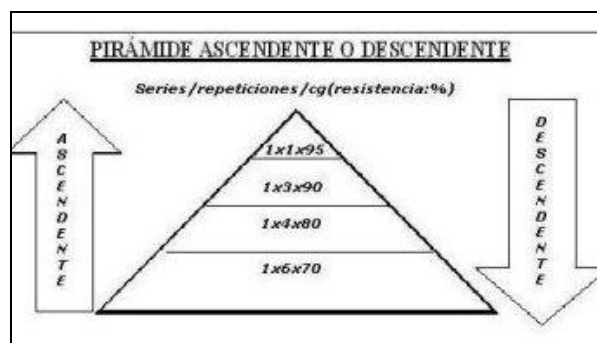 PIRÁMIDE ASCENDENTE O DESCENDENTE
Series/repeticiones/cg(resistencia:%)
ASCENDENTE
1x1x95
1x3x90
1x4x80
1x6x70
DESCENDENTE